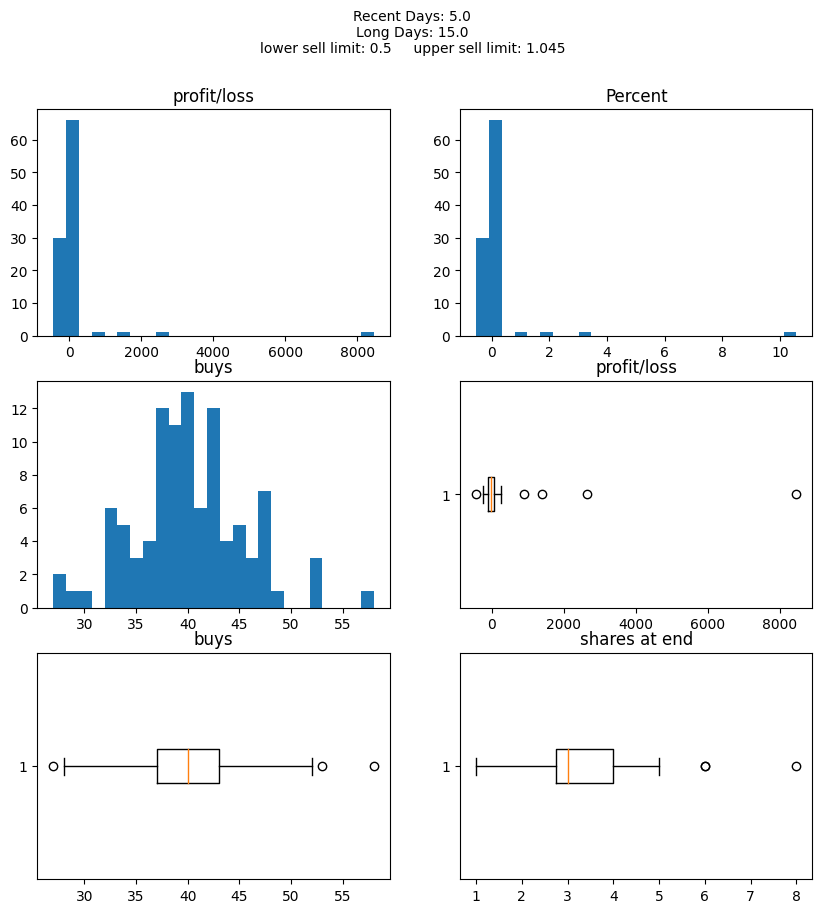 Recent Days: 5.0
Long Days: 15.0
lower sell limit: 0.5     upper sell limit: 1.045
profit/loss
60
50
40
30
20
10
0
0 2000 4000 6000 8000
Percent
60
50
40
30
20
10
0
0 2 4 6 8 10
buys
12
10
8
6
4
2
0
30 35 40 45 50 55
profit/loss
1
0 2000 4000 6000 8000
buys
1
30 35 40 45 50 55
shares at end
1
1 2 3 4 5 6 7 8